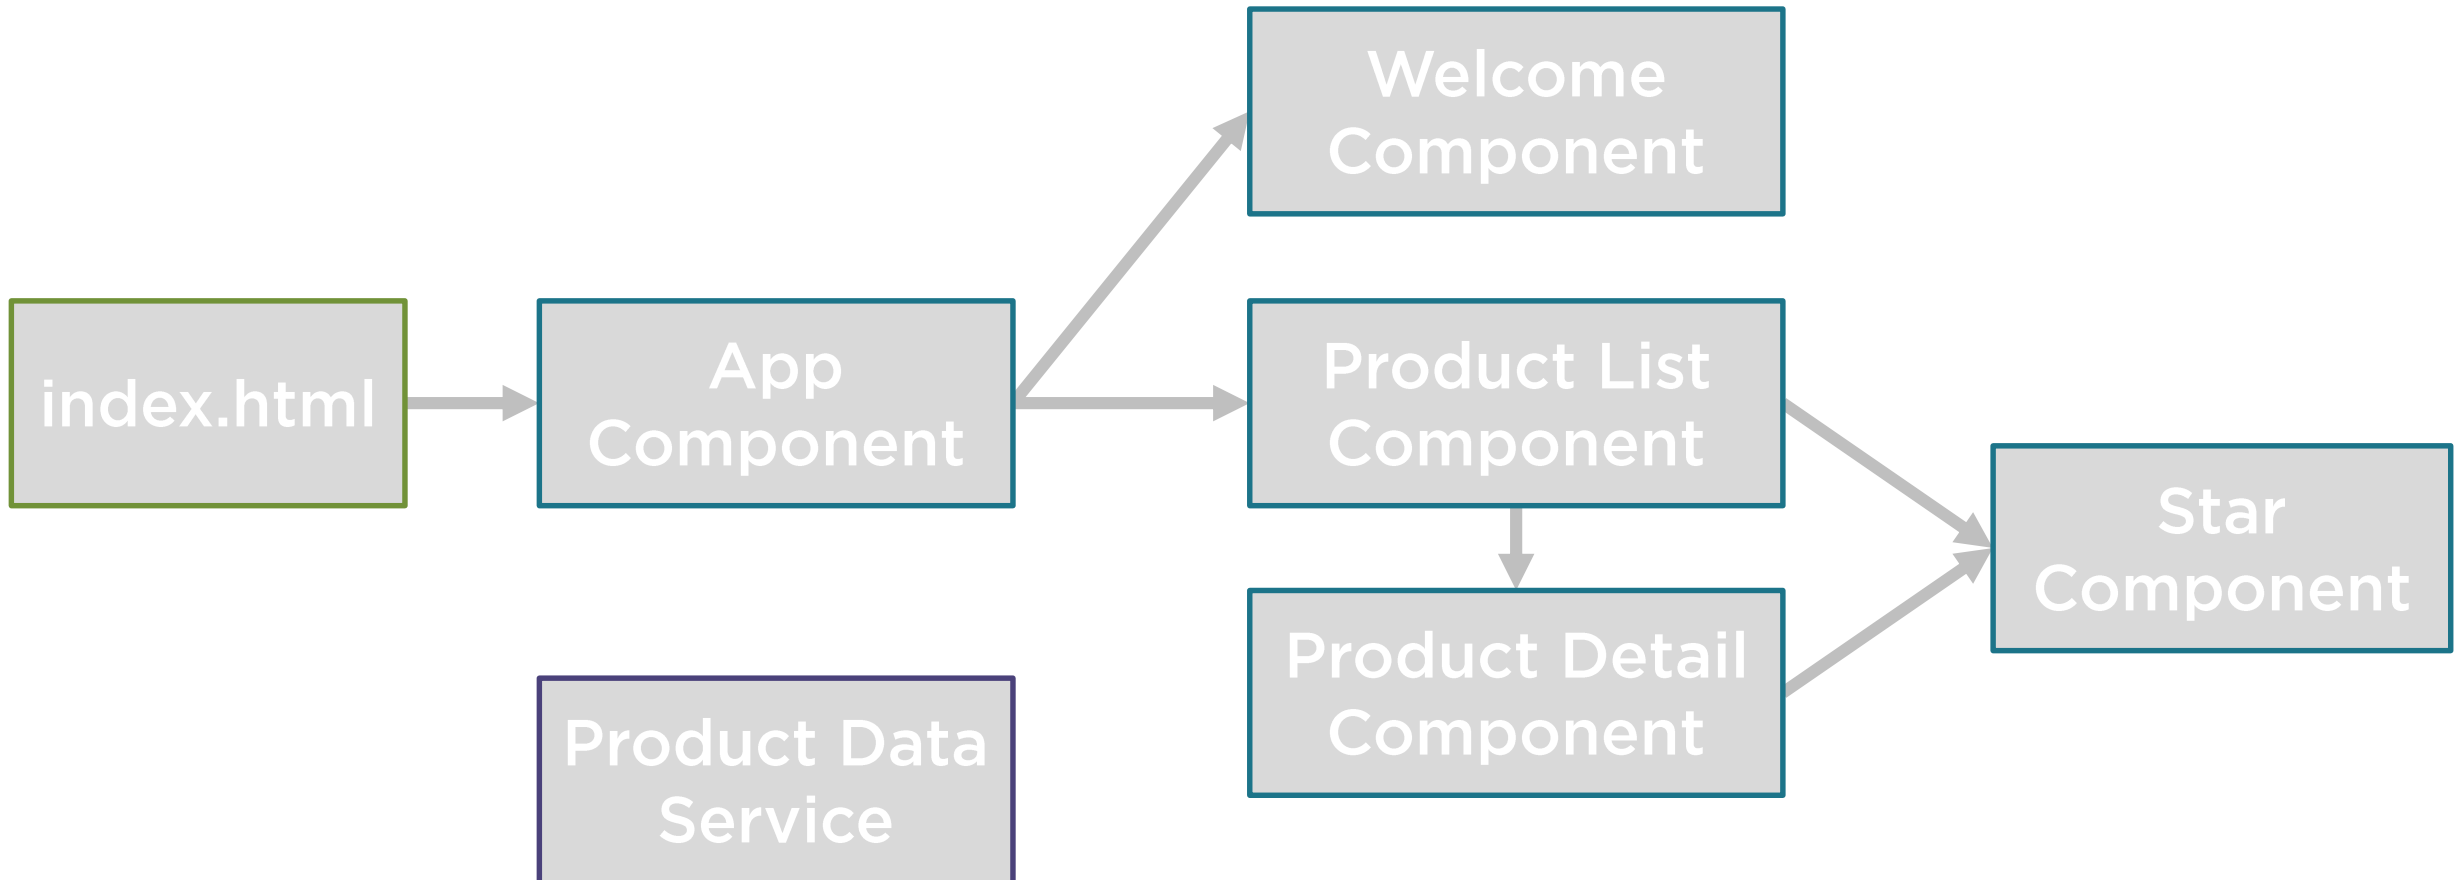 Welcome
Component
index.html
App
Component
Product List
Component
Star
Component
Product Detail
Component
Product Data
Service